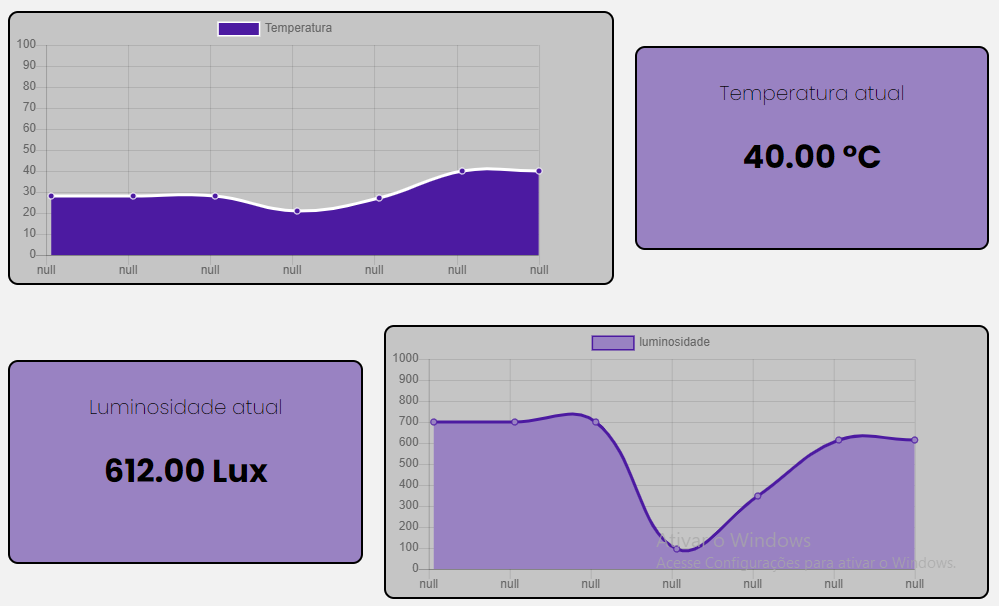 Temperatura
100
90
80
70
60
50
40
30
20
10
0
null null null null null null null
Temperatura atual
40.00 °C
Luminosidade atual
612.00 Lux
luminosidade
1000
900
800
700
600
500
400
300
200
100
0
null null null null null null null
Ativar o Windows
Acesse Configurações para ativar o Windows.